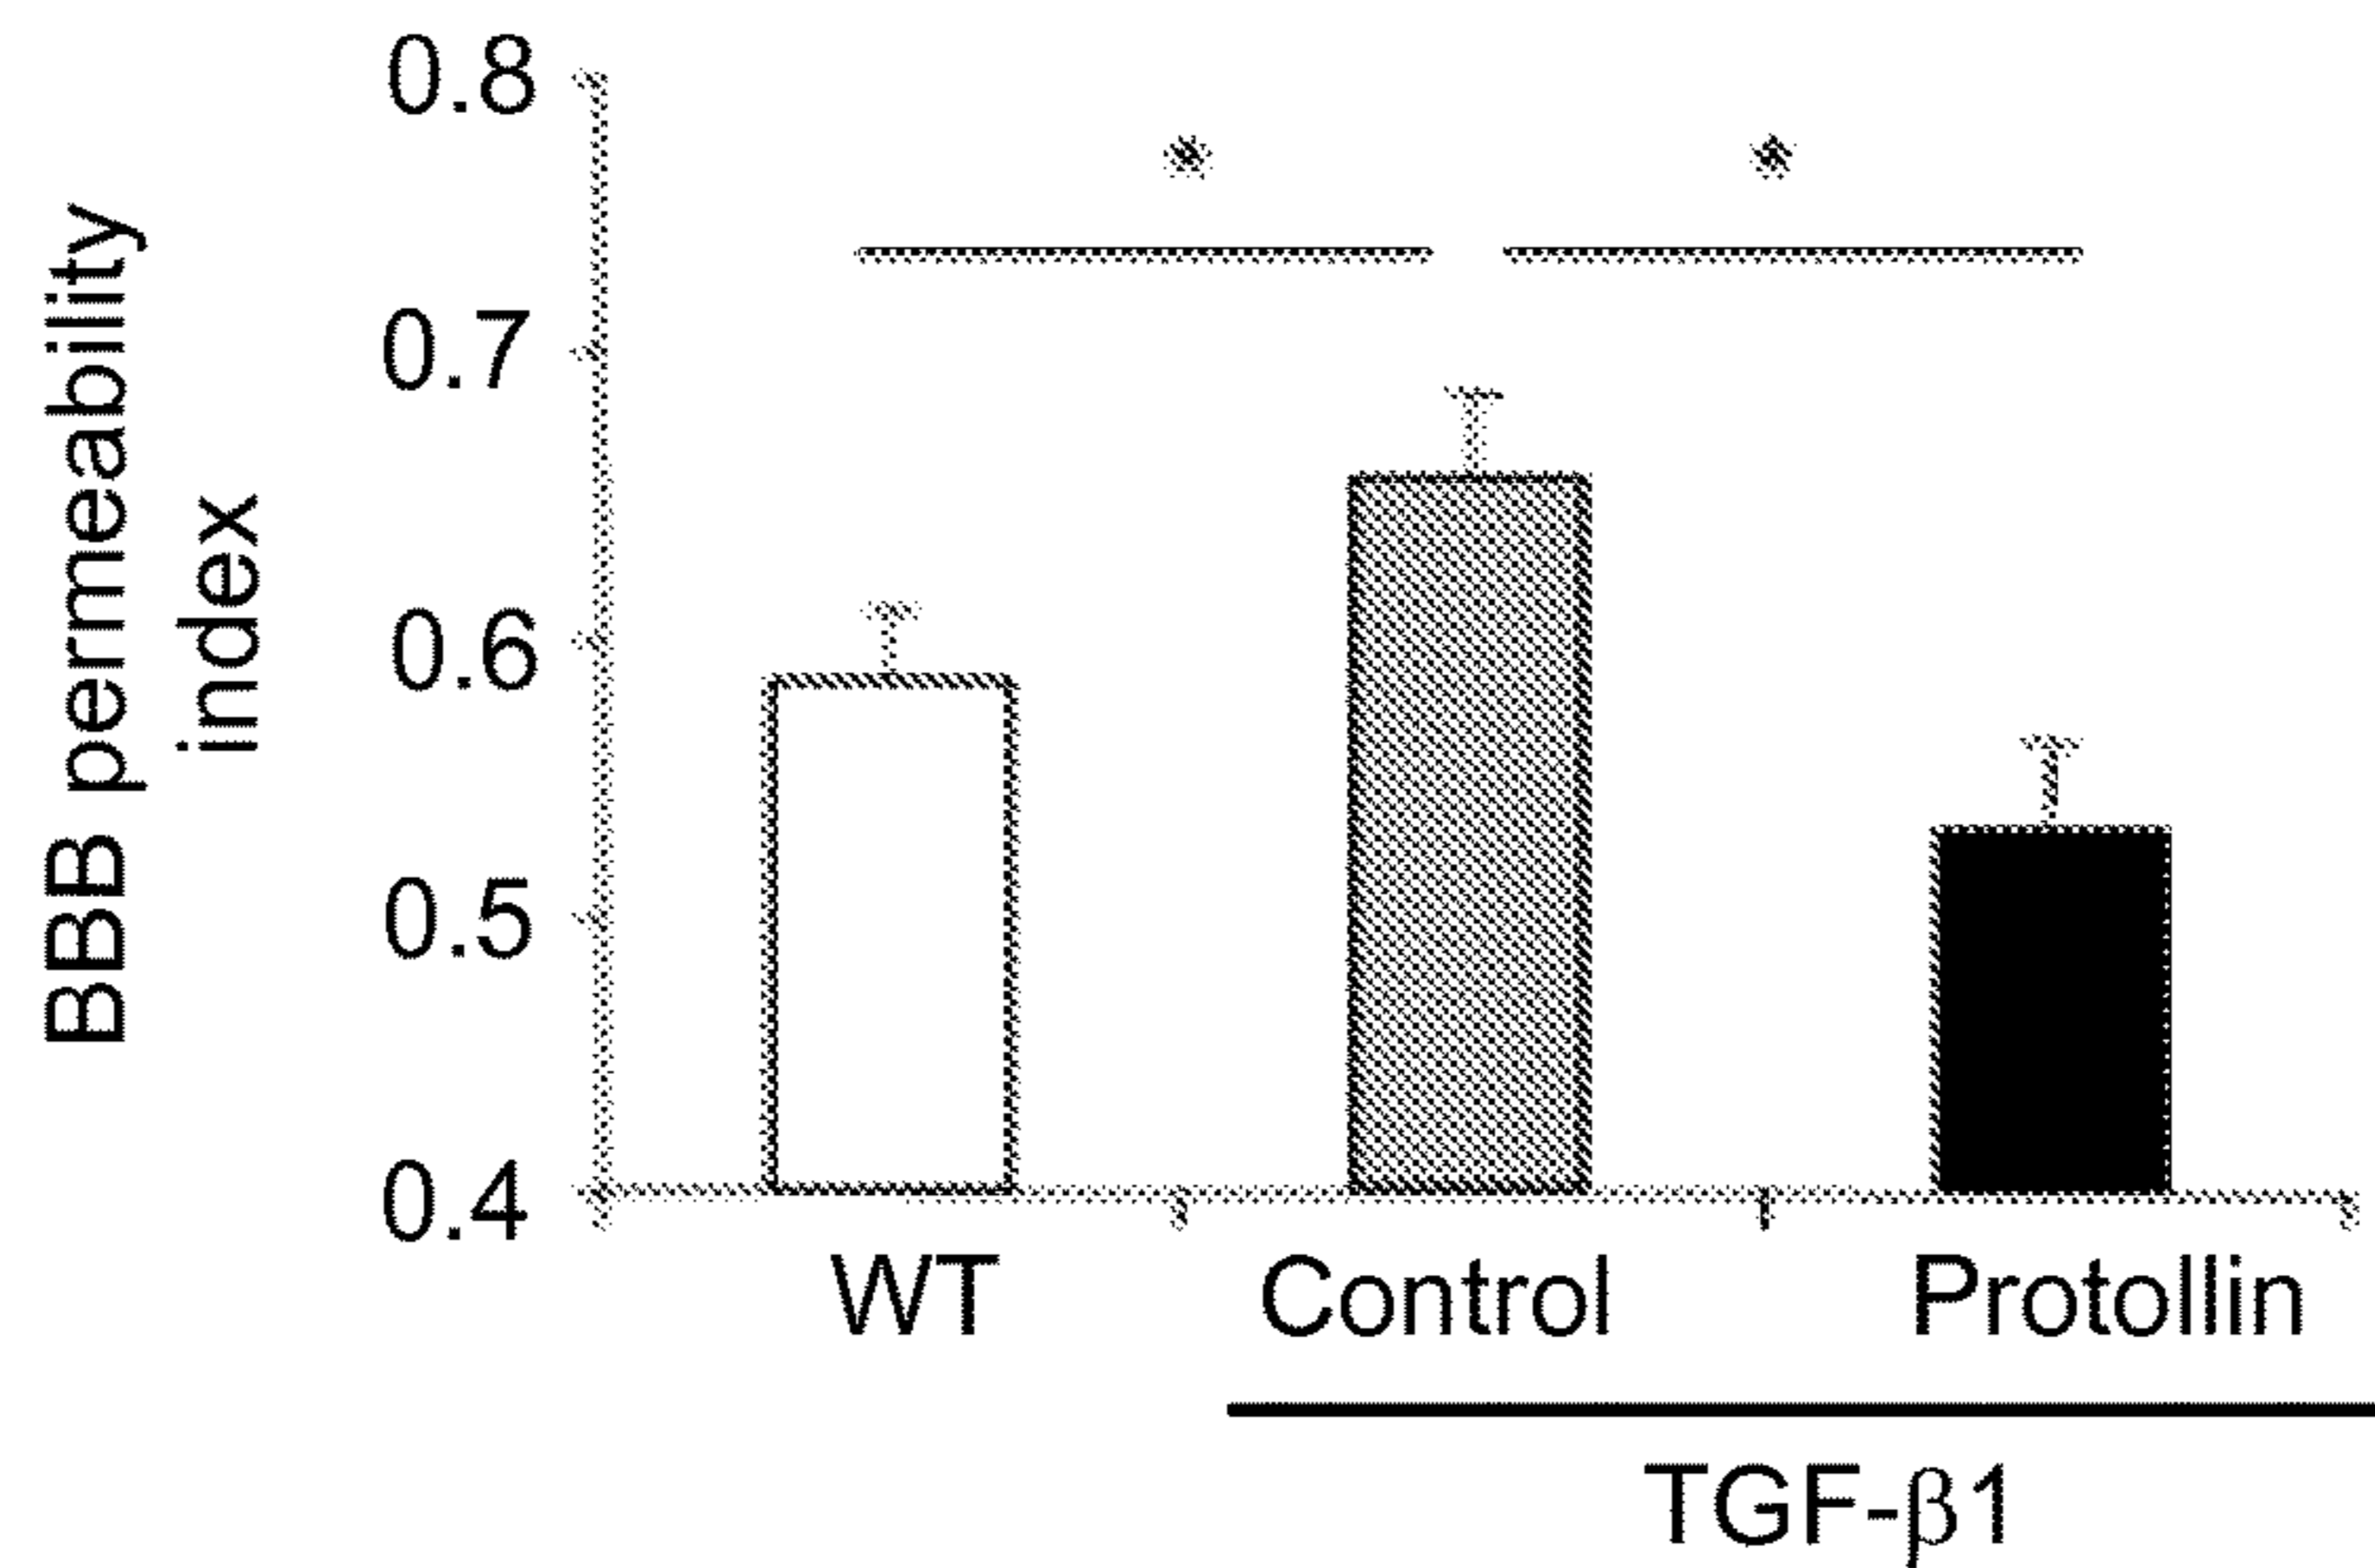 BBB permeability
index
0.8
0.7
0.6
0.5
0.4
*
*
WT
Control
Protollin
TGF-β1